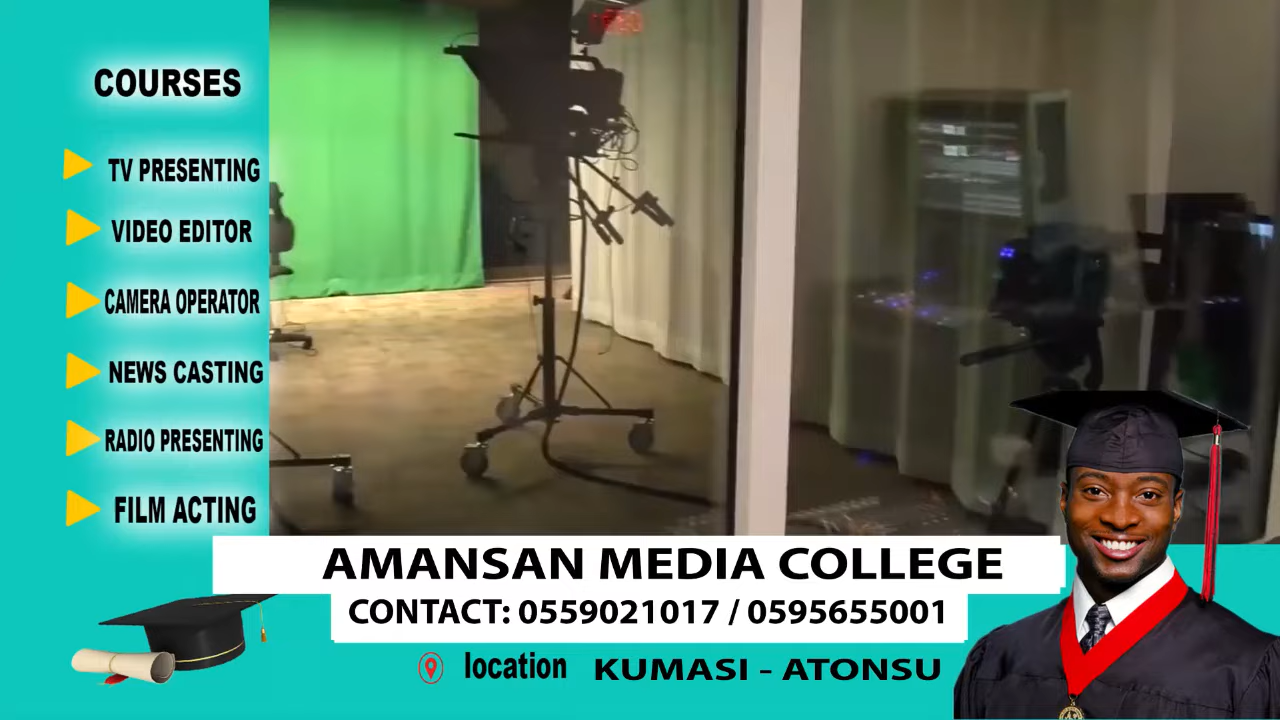 COURSES
TV PRESENTING
VIDEO EDITOR
CAMERA OPERATOR
NEWS CASTING
RADIO PRESENTING
FILM ACTING
AMANSAN MEDIA COLLEGE
CONTACT: 0559021017 / 0595655001
location KUMASI - ATONSU